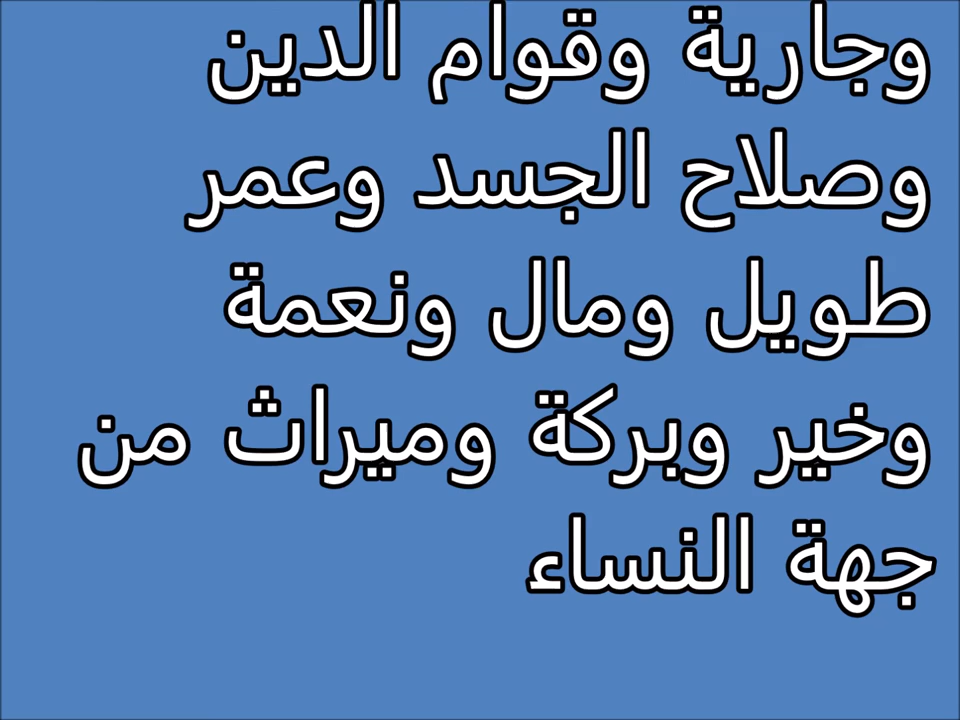 وجارية وقوام الدين
وصلاح الجسد وعمر
طويل ومال ونعمة
وخير وبركة وميراث من
جهة النساء